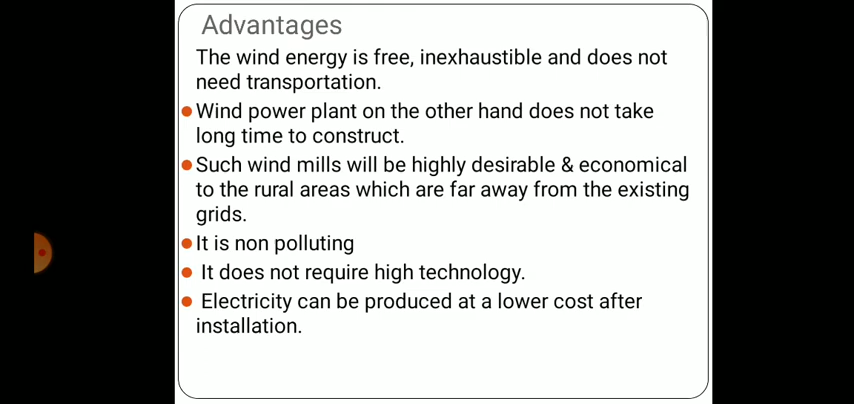 Advantages
The wind energy is free, inexhaustible and does not
need transportation.
Wind power plant on the other hand does not take
long time to construct.
Such wind mills will be highly desirable & economical
to the rural areas which are far away from the existing
grids.
It is non polluting
It does not require high technology.
Electricity can be produced at a lower cost after
installation.